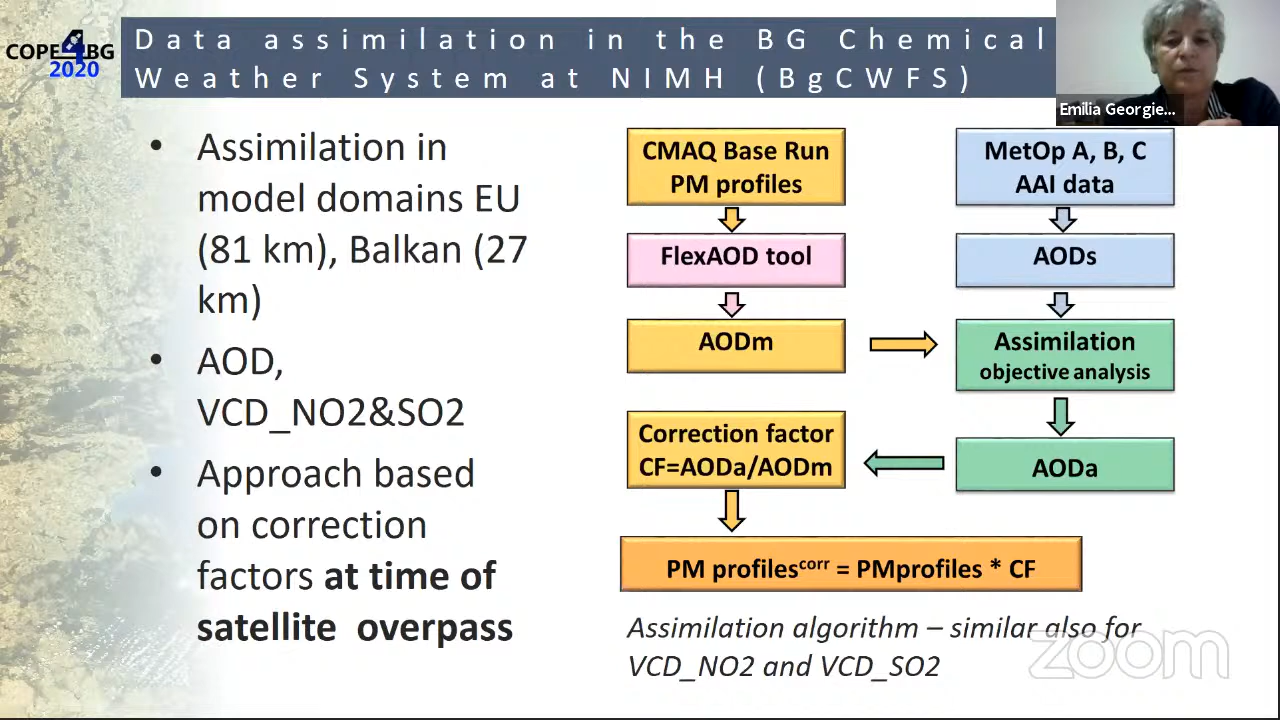 COPE4BG
2020
Data assimilation in the BG Chemical
Weather System at NIMH (BgCWFS)
Emilia Georgie...
• Assimilation in
model domains EU
(81 km), Balkan (27
km)
• AOD,
VCD_NO2&SO2
• Approach based
on correction
factors at time of
satellite overpass
CMAQ Base Run
PM profiles
FlexAOD tool
AODm
Correction factor
CF=AODa/AODm
MetOp A, B, C
AAI data
AODs
Assimilation
objective analysis
AODa
PM profilescorr = PMprofiles * CF
Assimilation algorithm – similar also for
VCD_NO2 and VCD_SO2
zoom